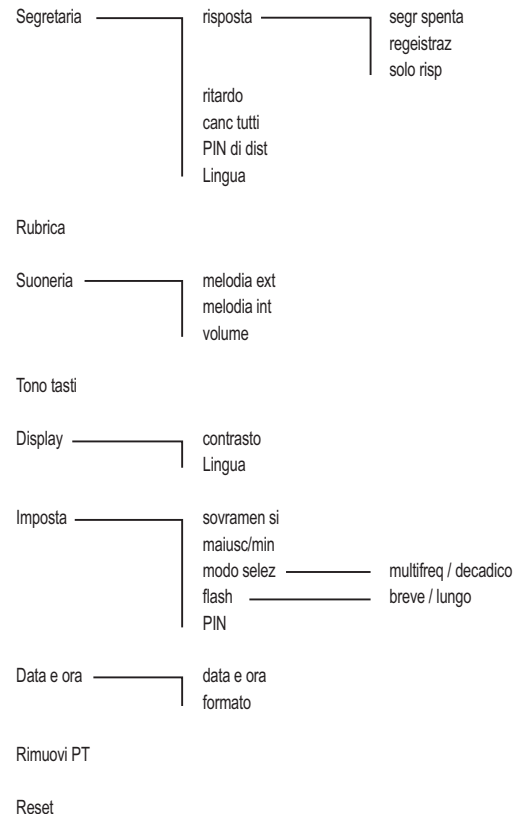 Segretaria risposta segr spenta
regeistraz
solo risp
ritardo
canc tutti
PIN di dist
Lingua
Rubrica
Suoneria melodia ext
melodia int
volume
Tono tasti
Display contrasto
Lingua
Imposta sovramen si
maiusc/min
modo selez multifreq / decadico
flash breve / lungo
PIN
Data e ora data e ora
formato
Rimuovi PT
Reset